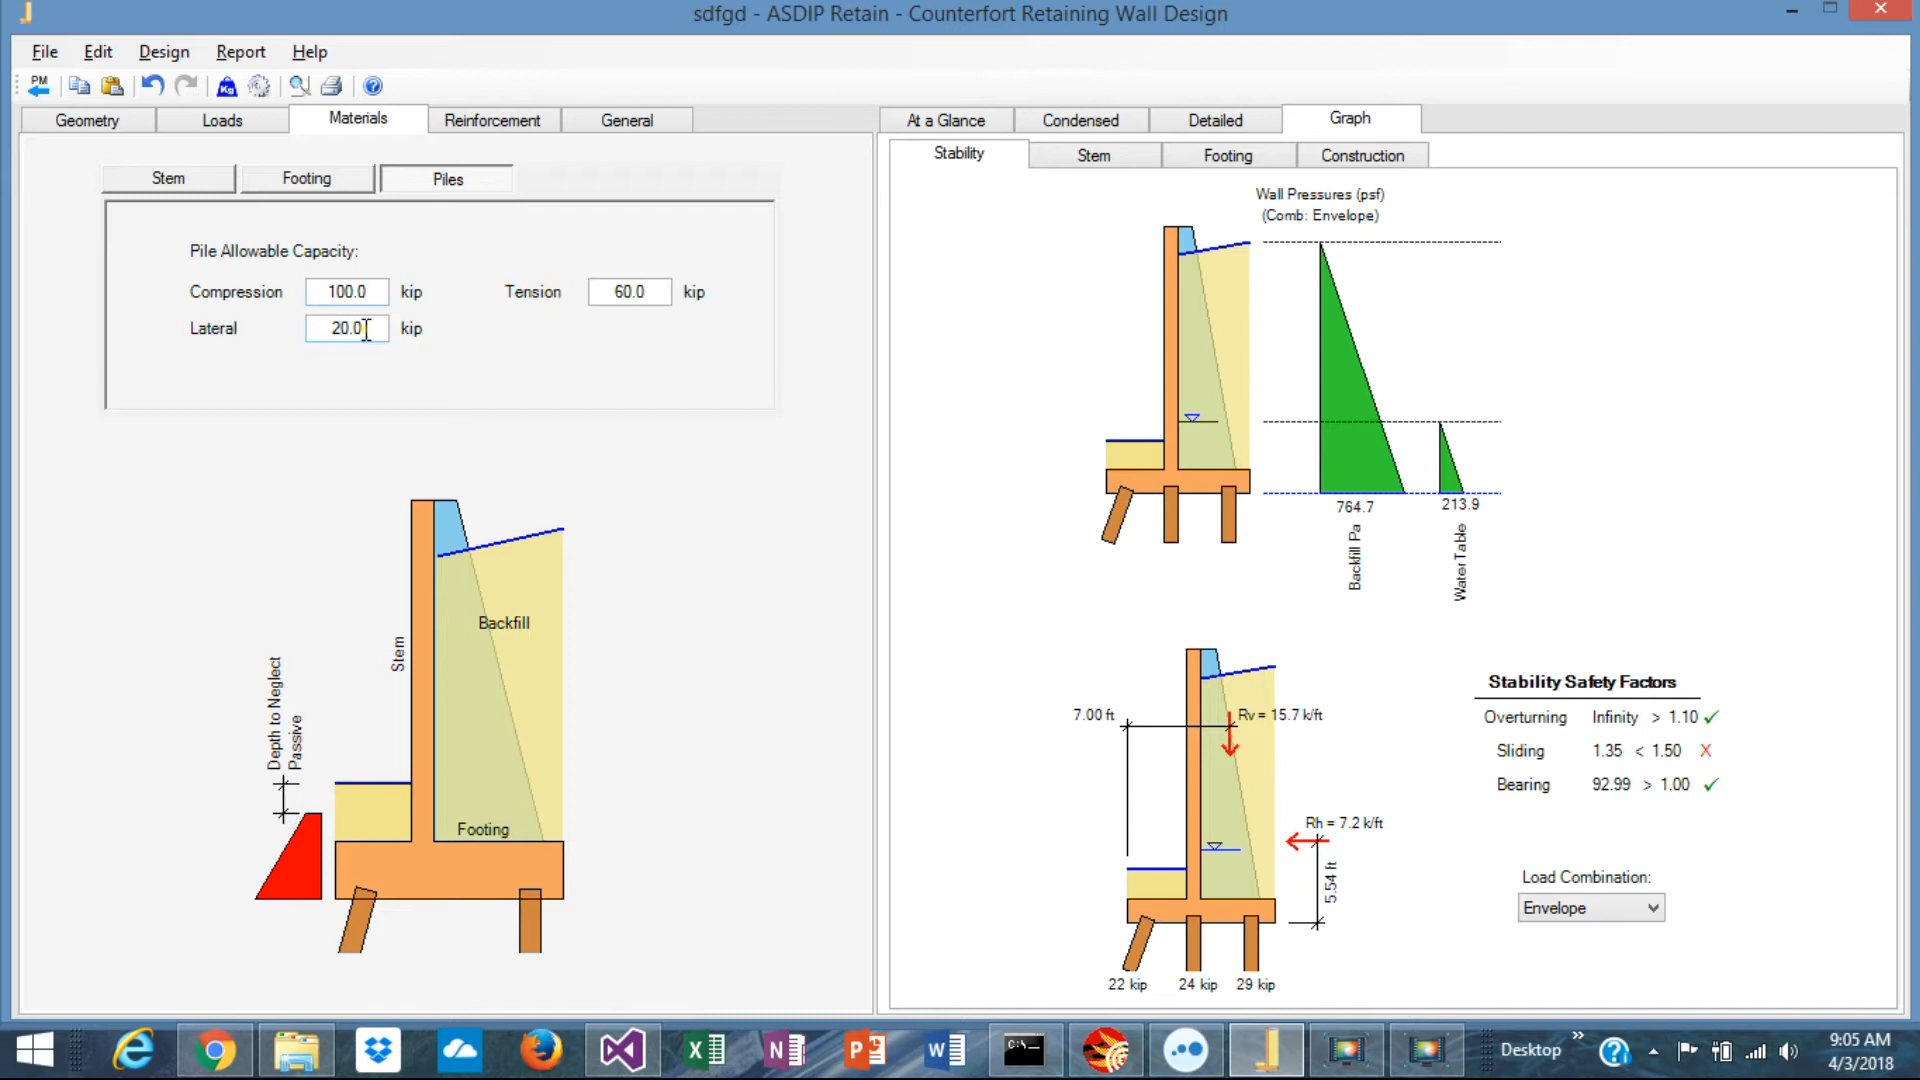 sdfgd - ASDIP Retain - Counterfort Retaining Wall Design
File Edit Design Report Help
PM Kg
Geometry Loads Materials Reinforcement General
At a Glance Condensed Detailed Graph
Stem Footing Piles
Stability Stem Footing Construction
Pile Allowable Capacity:
Compression 100.0 kip Tension 60.0 kip
Lateral 20.0 kip
Depth to Neglect
Passive
Stem
Backfill
Footing
Wall Pressures (psf)
(Comb: Envelope)
764.7 213.9
Backfill Pa
Water Table
7.00 ft
Rv = 15.7 k/ft
Rh = 7.2 k/ft
5.54 ft
22 kip 24 kip 29 kip
Stability Safety Factors
Overturning Infinity > 1.10 ✓
Sliding 1.35 < 1.50 X
Bearing 92.99 > 1.00 ✓
Load Combination:
Envelope
C:\
Desktop
9:05 AM
4/3/2018